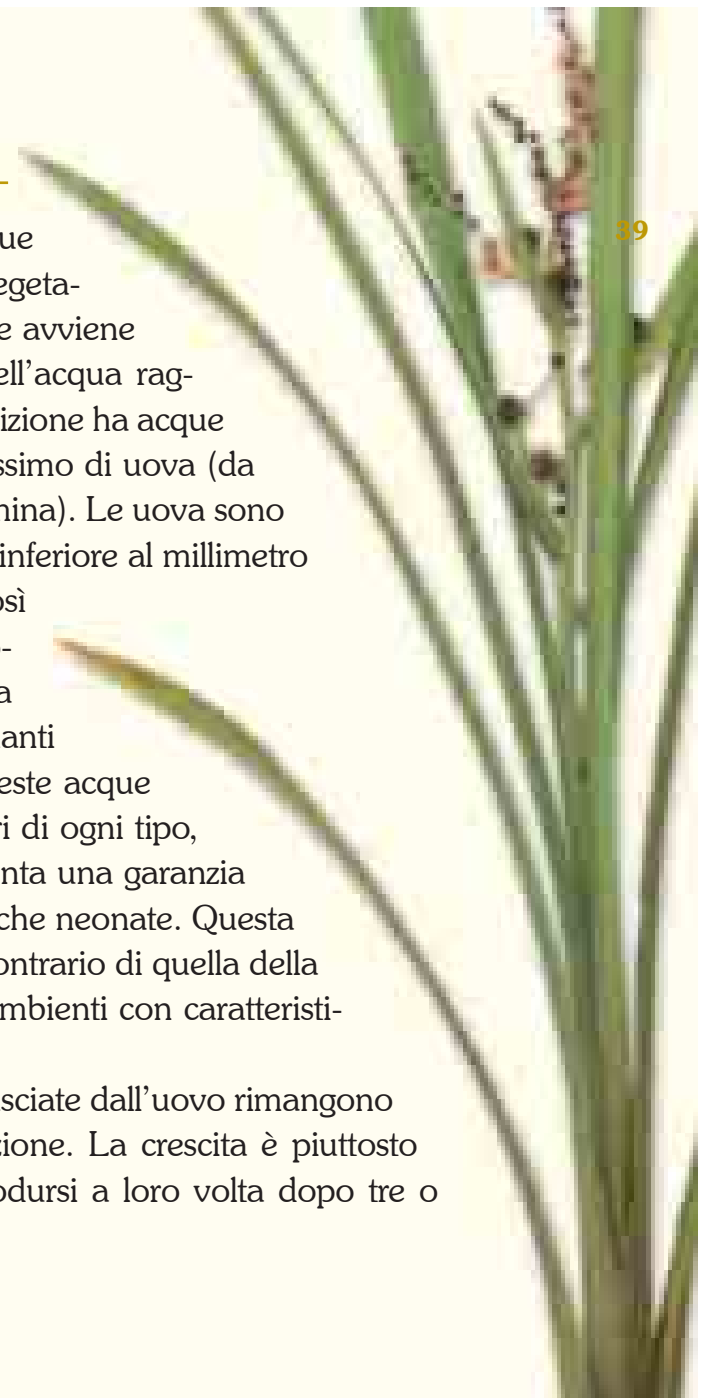 39
ue
egeta-
e avviene
ell'acqua rag-
izione ha acque
ssimo di uova (da
nina). Le uova sono
inferiore al millimetro
osì
-
a
anti
este acque
ri di ogni tipo,
nta una garanzia
che neonate. Questa
ontrario di quella della
mbienti con caratteristi-
sciate dall'uovo rimangono
zione. La crescita è piuttosto
odursi a loro volta dopo tre o